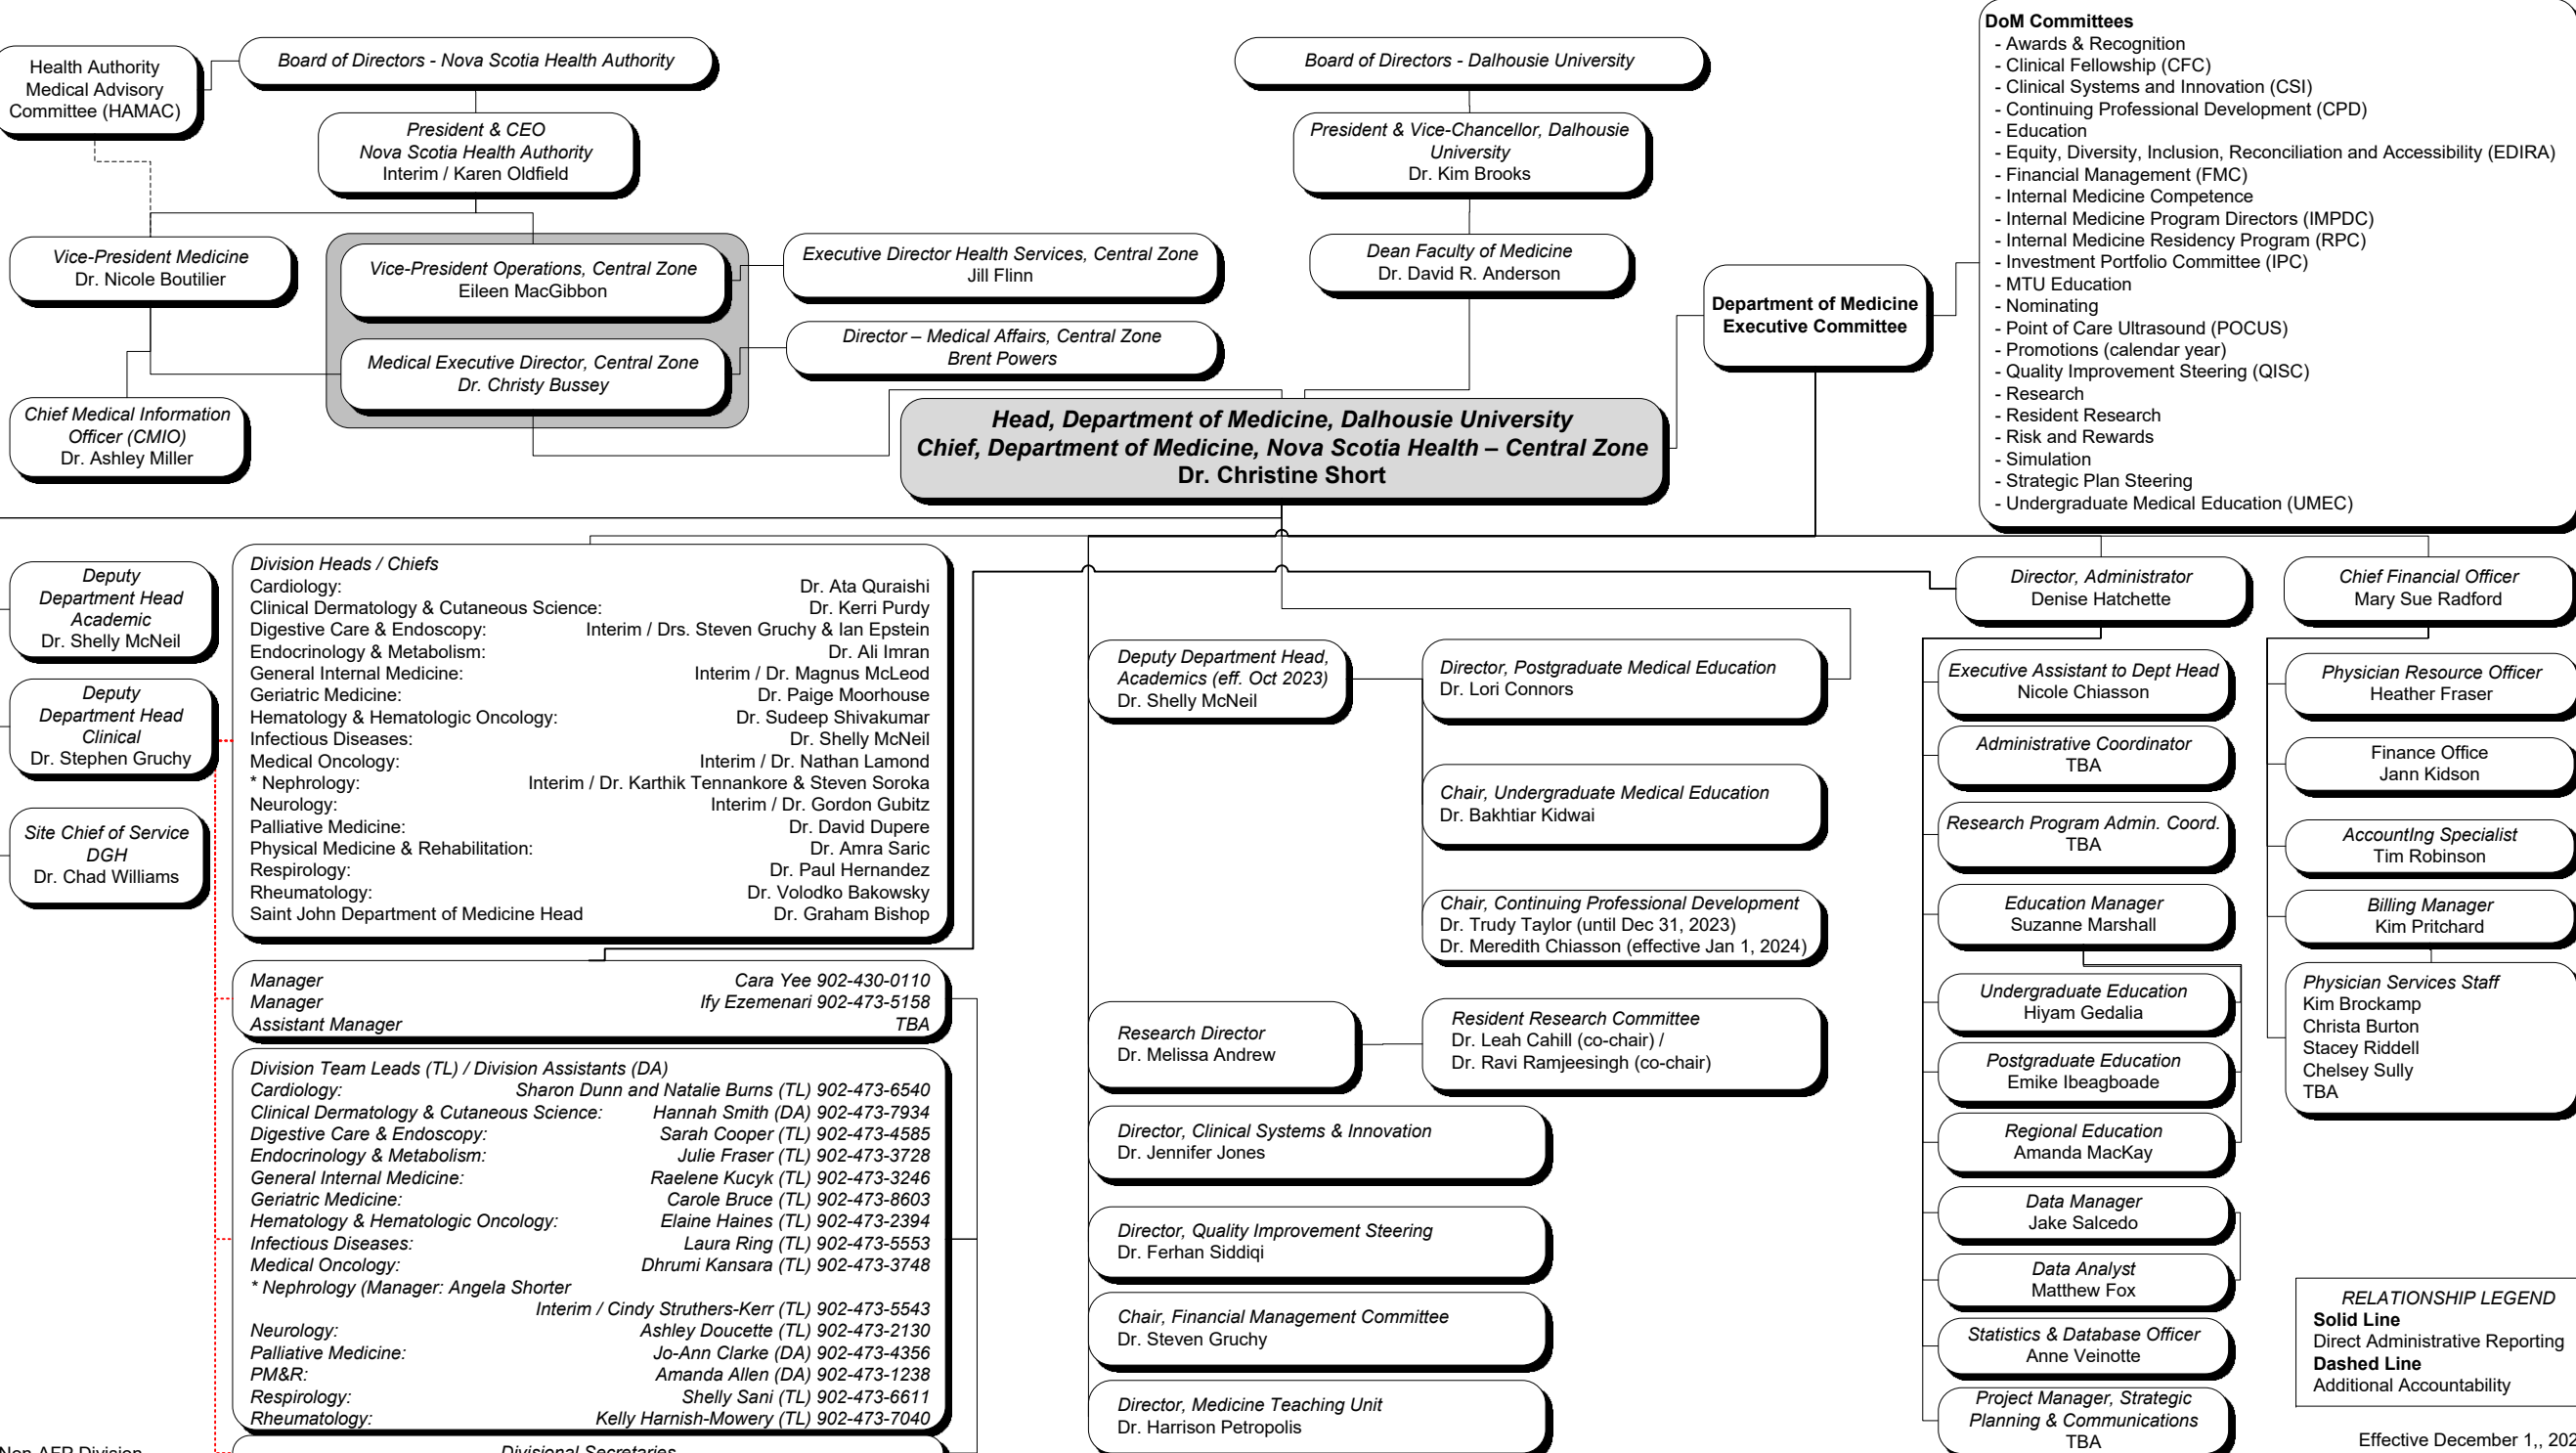 Health Authority
Medical Advisory
Committee (HAMAC)
Board of Directors - Nova Scotia Health Authority
President & CEO
Nova Scotia Health Authority
Interim / Karen Oldfield
Vice-President Medicine
Dr. Nicole Boutilier
Vice-President Operations, Central Zone
Eileen MacGibbon
Executive Director Health Services, Central Zone
Jill Flinn
Medical Executive Director, Central Zone
Dr. Christy Bussey
Director – Medical Affairs, Central Zone
Brent Powers
Chief Medical Information
Officer (CMIO)
Dr. Ashley Miller
Board of Directors - Dalhousie University
President & Vice-Chancellor, Dalhousie
University
Dr. Kim Brooks
Dean Faculty of Medicine
Dr. David R. Anderson
Department of Medicine
Executive Committee
DoM Committees
- Awards & Recognition
- Clinical Fellowship (CFC)
- Clinical Systems and Innovation (CSI)
- Continuing Professional Development (CPD)
- Education
- Equity, Diversity, Inclusion, Reconciliation and Accessibility (EDIRA)
- Financial Management (FMC)
- Internal Medicine Competence
- Internal Medicine Program Directors (IMPDC)
- Internal Medicine Residency Program (RPC)
- Investment Portfolio Committee (IPC)
- MTU Education
- Nominating
- Point of Care Ultrasound (POCUS)
- Promotions (calendar year)
- Quality Improvement Steering (QISC)
- Research
- Resident Research
- Risk and Rewards
- Simulation
- Strategic Plan Steering
- Undergraduate Medical Education (UMEC)
Head, Department of Medicine, Dalhousie University
Chief, Department of Medicine, Nova Scotia Health – Central Zone
Dr. Christine Short
Deputy
Department Head
Academic
Dr. Shelly McNeil
Deputy
Department Head
Clinical
Dr. Stephen Gruchy
Site Chief of Service
DGH
Dr. Chad Williams
Division Heads / Chiefs
Cardiology: Dr. Ata Quraishi
Clinical Dermatology & Cutaneous Science: Dr. Kerri Purdy
Digestive Care & Endoscopy: Interim / Drs. Steven Gruchy & Ian Epstein
Endocrinology & Metabolism: Dr. Ali Imran
General Internal Medicine: Interim / Dr. Magnus McLeod
Geriatric Medicine: Dr. Paige Moorhouse
Hematology & Hematologic Oncology: Dr. Sudeep Shivakumar
Infectious Diseases: Dr. Shelly McNeil
Medical Oncology: Interim / Dr. Nathan Lamond
* Nephrology: Interim / Dr. Karthik Tennankore & Steven Soroka
Neurology: Interim / Dr. Gordon Gubitz
Palliative Medicine: Dr. David Dupere
Physical Medicine & Rehabilitation: Dr. Amra Saric
Respirology: Dr. Paul Hernandez
Rheumatology: Dr. Volodko Bakowsky
Saint John Department of Medicine Head Dr. Graham Bishop
Manager Cara Yee 902-430-0110
Manager Ify Ezemenari 902-473-5158
Assistant Manager TBA
Division Team Leads (TL) / Division Assistants (DA)
Cardiology: Sharon Dunn and Natalie Burns (TL) 902-473-6540
Clinical Dermatology & Cutaneous Science: Hannah Smith (DA) 902-473-7934
Digestive Care & Endoscopy: Sarah Cooper (TL) 902-473-4585
Endocrinology & Metabolism: Julie Fraser (TL) 902-473-3728
General Internal Medicine: Raelene Kucyk (TL) 902-473-3246
Geriatric Medicine: Carole Bruce (TL) 902-473-8603
Hematology & Hematologic Oncology: Elaine Haines (TL) 902-473-2394
Infectious Diseases: Laura Ring (TL) 902-473-5553
Medical Oncology: Dhrumi Kansara (TL) 902-473-3748
* Nephrology (Manager: Angela Shorter
Interim / Cindy Struthers-Kerr (TL) 902-473-5543
Neurology: Ashley Doucette (TL) 902-473-2130
Palliative Medicine: Jo-Ann Clarke (DA) 902-473-4356
PM&R: Amanda Allen (DA) 902-473-1238
Respirology: Shelly Sani (TL) 902-473-6611
Rheumatology: Kelly Harnish-Mowery (TL) 902-473-7040
Divisional Secretaries
Non-AFP Division
Deputy Department Head,
Academics (eff. Oct 2023)
Dr. Shelly McNeil
Director, Postgraduate Medical Education
Dr. Lori Connors
Chair, Undergraduate Medical Education
Dr. Bakhtiar Kidwai
Chair, Continuing Professional Development
Dr. Trudy Taylor (until Dec 31, 2023)
Dr. Meredith Chiasson (effective Jan 1, 2024)
Research Director
Dr. Melissa Andrew
Resident Research Committee
Dr. Leah Cahill (co-chair) /
Dr. Ravi Ramjeesingh (co-chair)
Director, Clinical Systems & Innovation
Dr. Jennifer Jones
Director, Quality Improvement Steering
Dr. Ferhan Siddiqi
Chair, Financial Management Committee
Dr. Steven Gruchy
Director, Medicine Teaching Unit
Dr. Harrison Petropolis
Director, Administrator
Denise Hatchette
Executive Assistant to Dept Head
Nicole Chiasson
Administrative Coordinator
TBA
Research Program Admin. Coord.
TBA
Education Manager
Suzanne Marshall
Undergraduate Education
Hiyam Gedalia
Postgraduate Education
Emike Ibeagboade
Regional Education
Amanda MacKay
Data Manager
Jake Salcedo
Data Analyst
Matthew Fox
Statistics & Database Officer
Anne Veinotte
Project Manager, Strategic
Planning & Communications
TBA
Chief Financial Officer
Mary Sue Radford
Physician Resource Officer
Heather Fraser
Finance Office
Jann Kidson
AccountIng Specialist
Tim Robinson
Billing Manager
Kim Pritchard
Physician Services Staff
Kim Brockamp
Christa Burton
Stacey Riddell
Chelsey Sully
TBA
RELATIONSHIP LEGEND
Solid Line
Direct Administrative Reporting
Dashed Line
Additional Accountability
Effective December 1,, 202